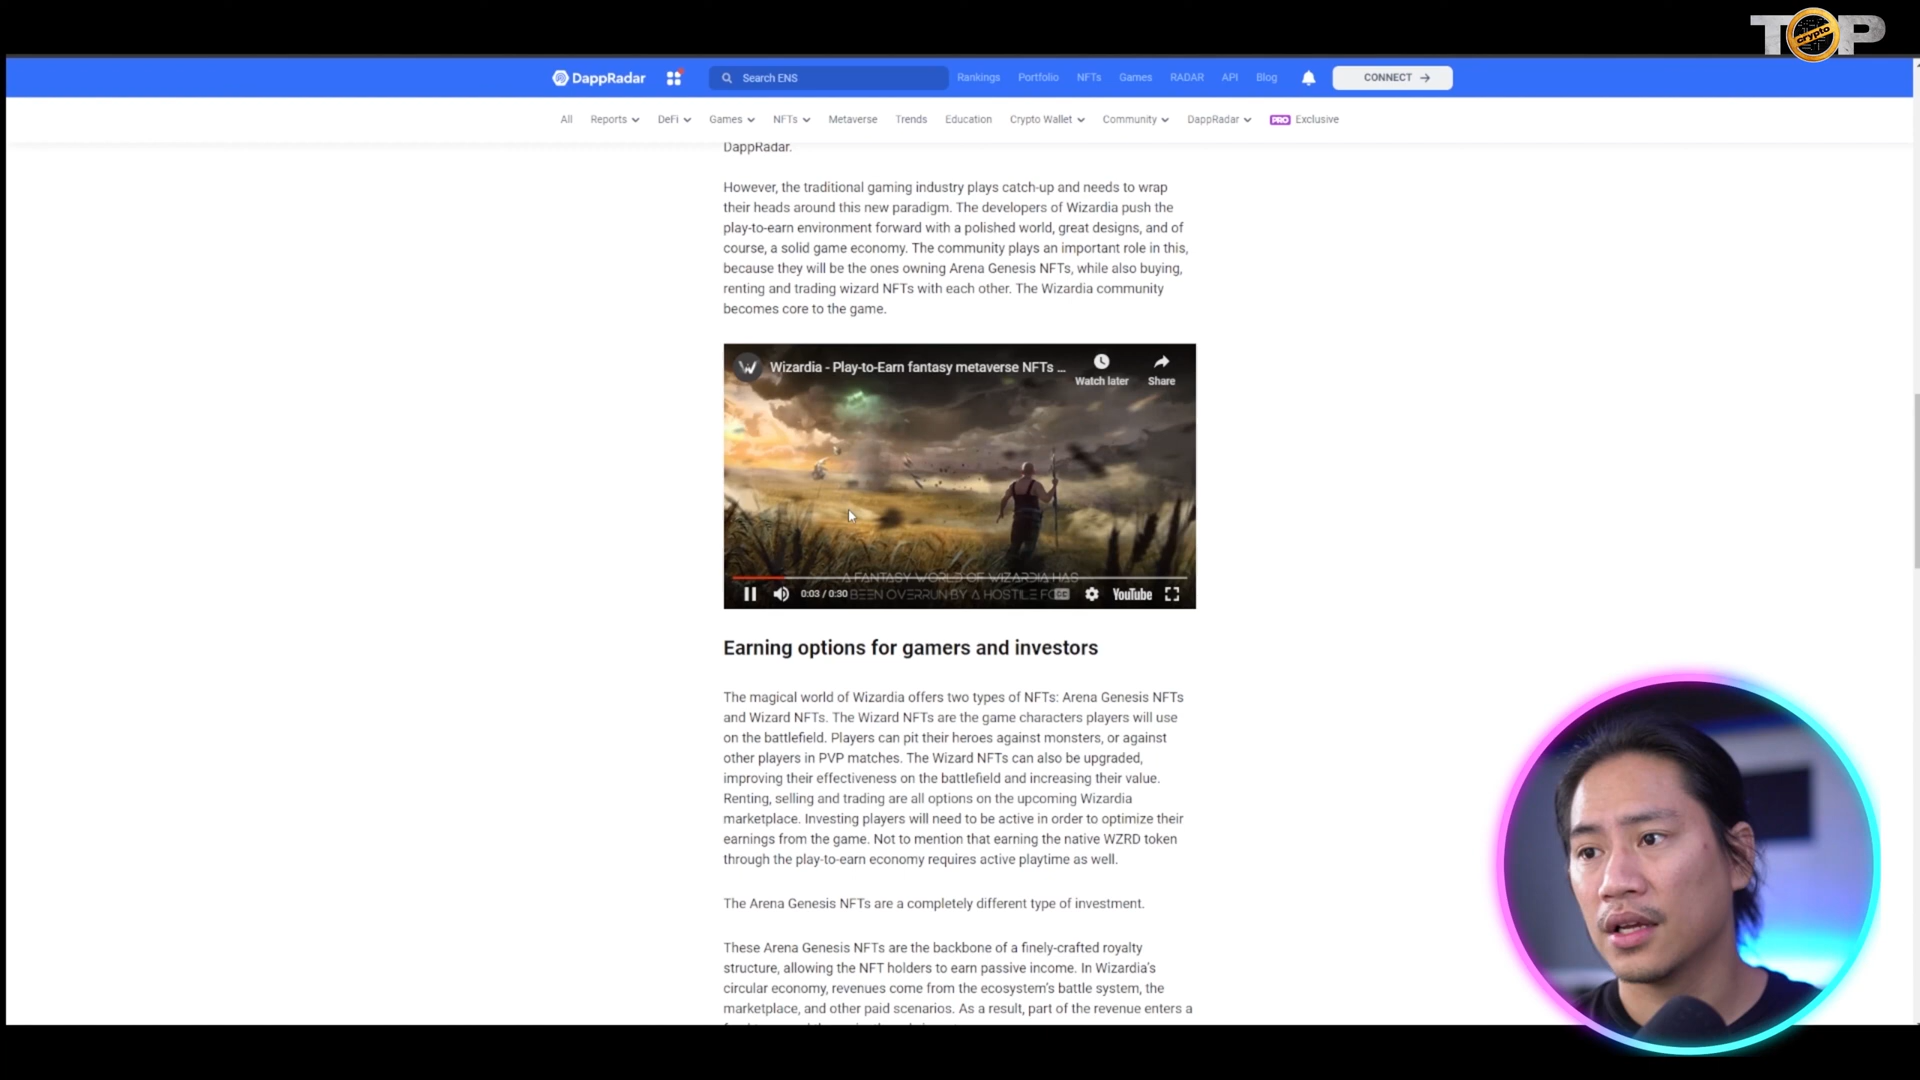 TOP
crypto
DappRadar
Search ENS
Rankings
Portfolio
NFTs
Games
RADAR
API
Blog
CONNECT →
All
Reports
DeFi
Games
NFTs
Metaverse
Trends
Education
Crypto Wallet
Community
DappRadar
PRO Exclusive
DappRadar.
However, the traditional gaming industry plays catch-up and needs to wrap
their heads around this new paradigm. The developers of Wizardia push the
play-to-earn environment forward with a polished world, great designs, and of
course, a solid game economy. The community plays an important role in this,
because they will be the ones owning Arena Genesis NFTs, while also buying,
renting and trading wizard NFTs with each other. The Wizardia community
becomes core to the game.
W
Wizardia - Play-to-Earn fantasy metaverse NFTs ...
Watch later
Share
A FANTASY WORLD OF WIZARDIA HAS
BEEN OVERRUN BY A HOSTILE
0:03 / 0:30
CC
YouTube
Earning options for gamers and investors
The magical world of Wizardia offers two types of NFTs: Arena Genesis NFTs
and Wizard NFTs. The Wizard NFTs are the game characters players will use
on the battlefield. Players can pit their heroes against monsters, or against
other players in PVP matches. The Wizard NFTs can also be upgraded,
improving their effectiveness on the battlefield and increasing their value.
Renting, selling and trading are all options on the upcoming Wizardia
marketplace. Investing players will need to be active in order to optimize their
earnings from the game. Not to mention that earning the native WZRD token
through the play-to-earn economy requires active playtime as well.
The Arena Genesis NFTs are a completely different type of investment.
These Arena Genesis NFTs are the backbone of a finely-crafted royalty
structure, allowing the NFT holders to earn passive income. In Wizardia's
circular economy, revenues come from the ecosystem's battle system, the
marketplace, and other paid scenarios. As a result, part of the revenue enters a